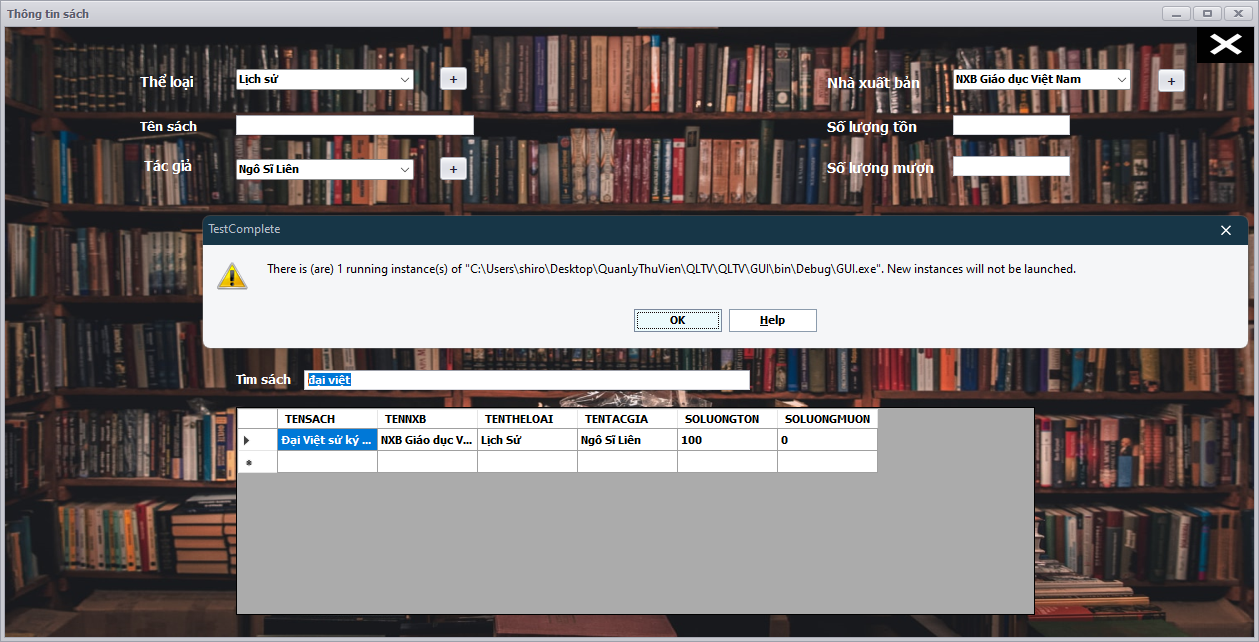 Thông tin sách
Thể loại
Lịch sử
+
Nhà xuất bản
NXB Giáo dục Việt Nam
+
Tên sách
Số lượng tồn
Tác giả
Ngô Sĩ Liên
+
Số lượng mượn
TestComplete
There is (are) 1 running instance(s) of "C:\Users\shiro\Desktop\QuanLyThuVien\QLTV\QLTV\GUI\bin\Debug\GUI.exe". New instances will not be launched.
OK
Help
Tìm sách
đại việt
TENSACH TENNXB TENTHELOAI TENTACGIA SOLUONGTON SOLUONGMUON
Đại Việt sử ký ... NXB Giáo dục V... Lịch Sử Ngô Sĩ Liên 100 0